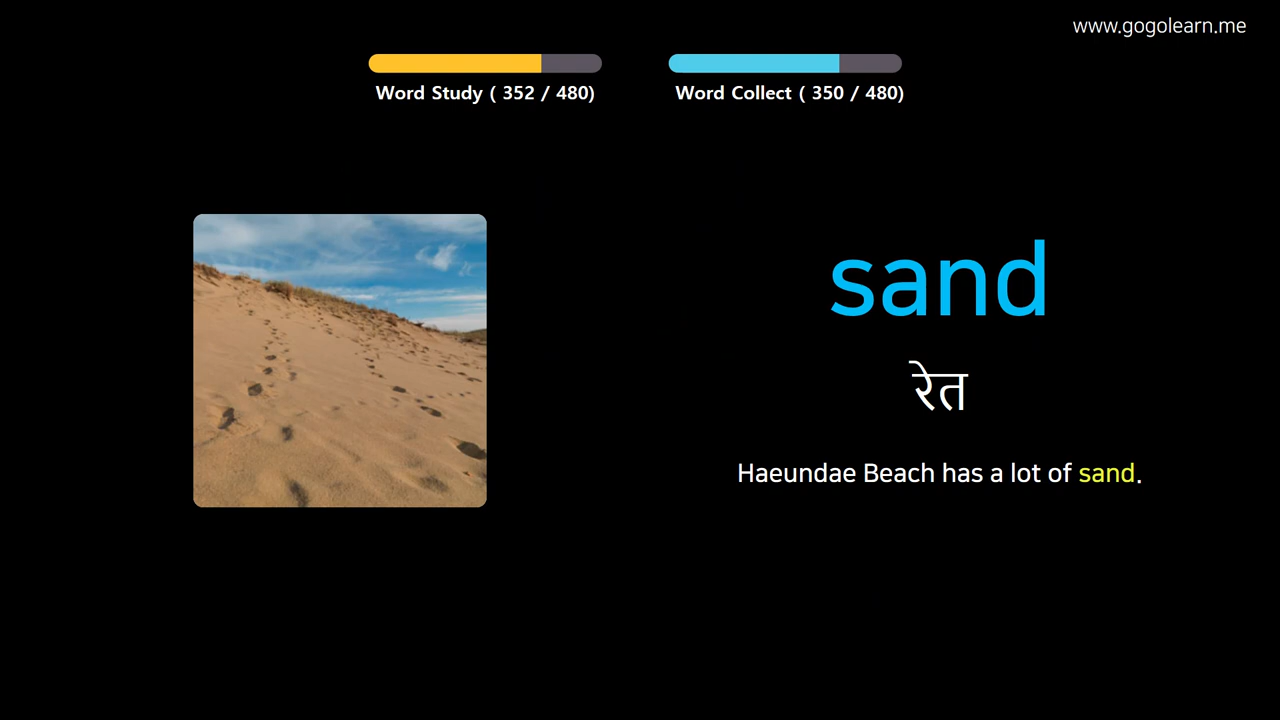 www.gogolearn.me
Word Study ( 352 / 480)
Word Collect ( 350 / 480)
sand
रेत
Haeundae Beach has a lot of sand.